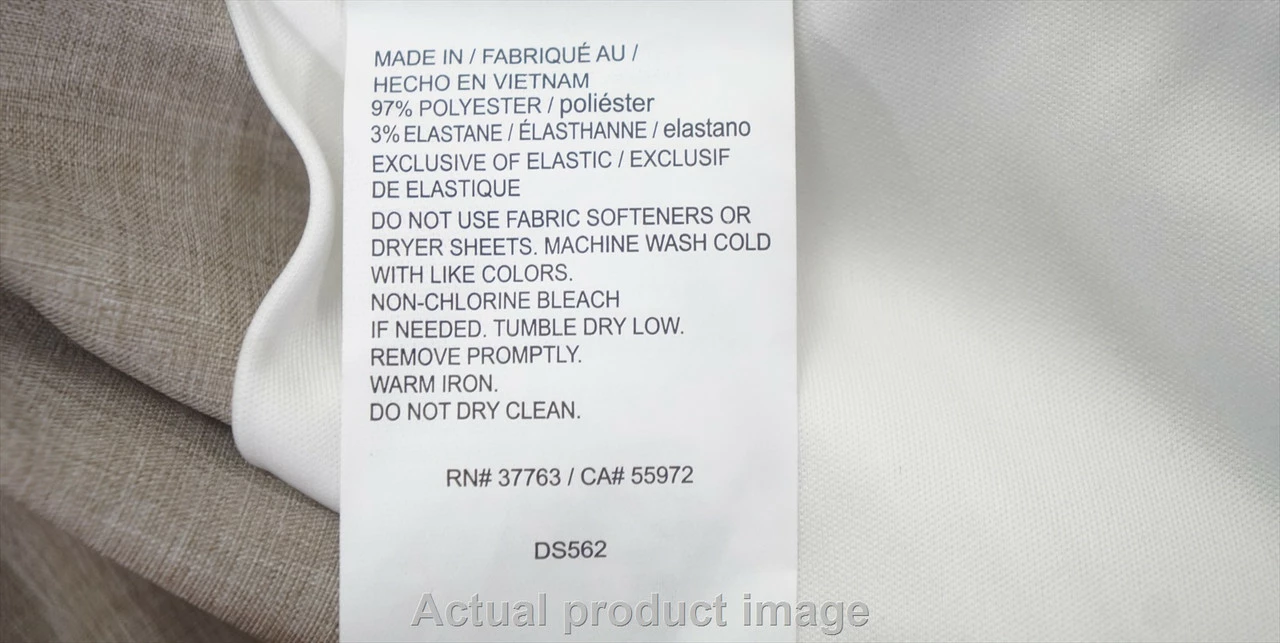 MADE IN / FABRIQUÉ AU /
HECHO EN VIETNAM
97% POLYESTER / poliéster
3% ELASTANE / ÉLASTHANNE / elastano
EXCLUSIVE OF ELASTIC / EXCLUSIF
DE ELASTIQUE
DO NOT USE FABRIC SOFTENERS OR
DRYER SHEETS. MACHINE WASH COLD
WITH LIKE COLORS.
NON-CHLORINE BLEACH
IF NEEDED. TUMBLE DRY LOW.
REMOVE PROMPTLY.
WARM IRON.
DO NOT DRY CLEAN.
RN# 37763 / CA# 55972
DS562
Actual product image